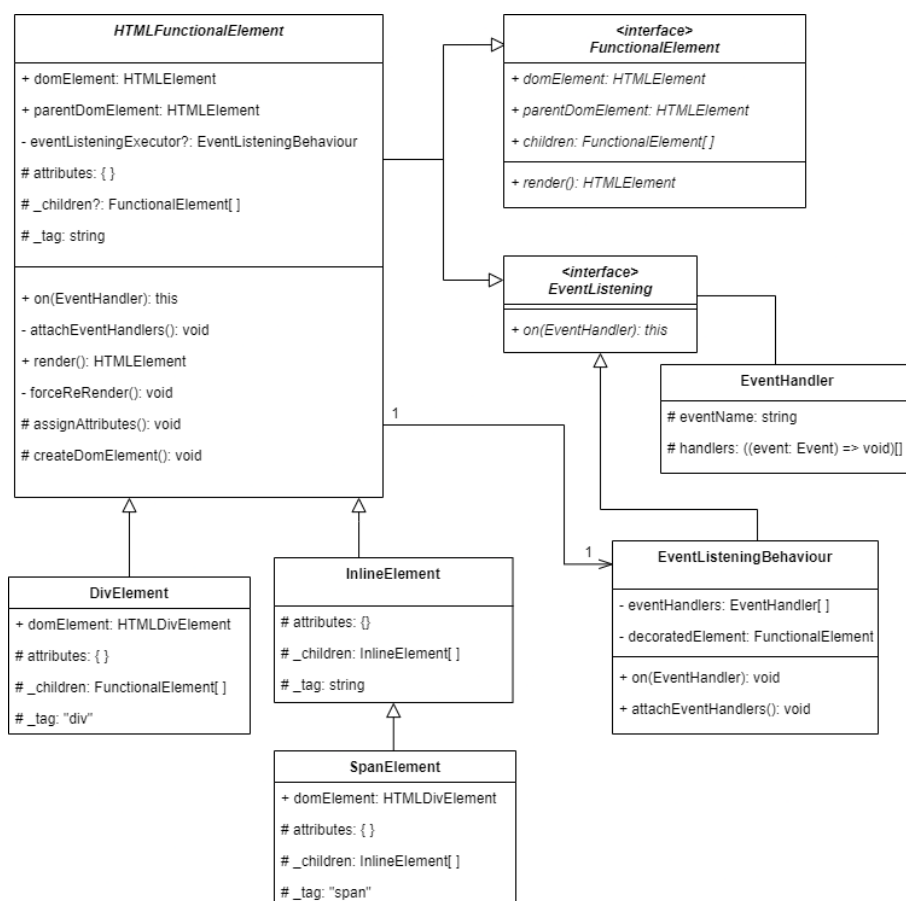 HTMLFunctionalElement
+ domElement: HTMLElement
+ parentDomElement: HTMLElement
- eventListeningExecutor?: EventListeningBehaviour
# attributes: { }
# _children?: FunctionalElement[ ]
# _tag: string
+ on(EventHandler): this
- attachEventHandlers(): void
+ render(): HTMLElement
- forceReRender(): void
# assignAttributes(): void
# createDomElement(): void
<interface>
FunctionalElement
+ domElement: HTMLElement
+ parentDomElement: HTMLElement
+ children: FunctionalElement[ ]
+ render(): HTMLElement
<interface>
EventListening
+ on(EventHandler): this
EventHandler
# eventName: string
# handlers: ((event: Event) => void)[]
1
1
DivElement
+ domElement: HTMLDivElement
# attributes: { }
# _children: FunctionalElement[ ]
# _tag: "div"
InlineElement
# attributes: {}
# _children: InlineElement[ ]
# _tag: string
EventListeningBehaviour
- eventHandlers: EventHandler[ ]
- decoratedElement: FunctionalElement
+ on(EventHandler): void
+ attachEventHandlers(): void
SpanElement
+ domElement: HTMLDivElement
# attributes: { }
# _children: InlineElement[ ]
# _tag: "span"